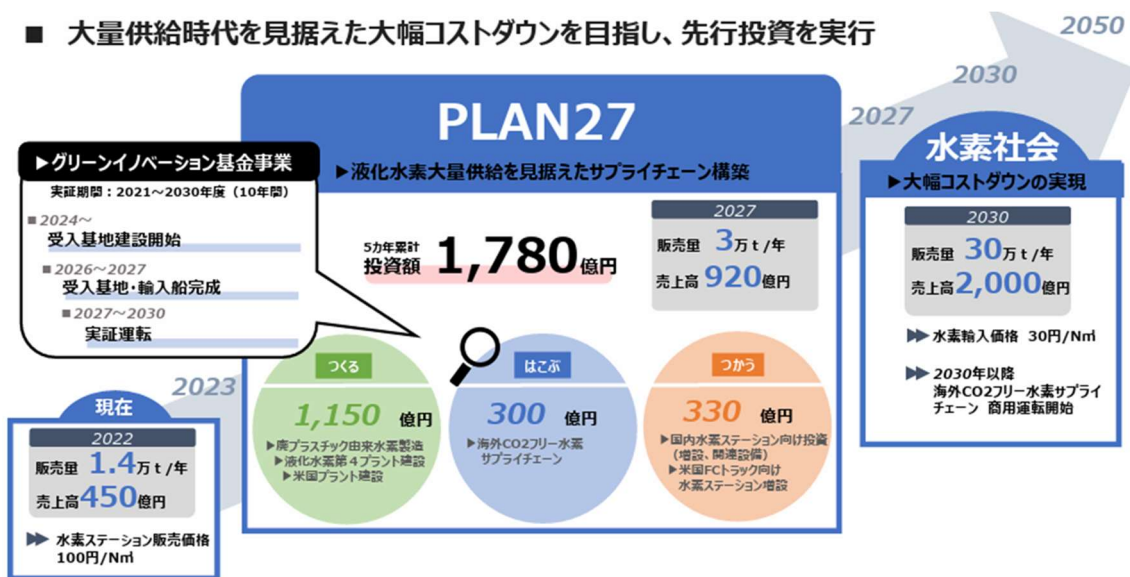 ■ 大量供給時代を見据えた大幅コストダウンを目指し、先行投資を実行
2050
2030
2027
2023
PLAN27
▶液化水素大量供給を見据えたサプライチェーン構築
5カ年累計
投資額 1,780億円
2027
販売量 3万t/年
売上高 920億円
つくる
1,150 億円
▶廃プラスチック由来水素製造
▶液化水素第4プラント建設
▶米国プラント建設
はこぶ
300 億円
▶海外CO2フリー水素
サプライチェーン
つかう
330 億円
▶国内水素ステーション向け投資
(増設、関連設備)
▶米国FCトラック向け
水素ステーション増設
▶グリーンイノベーション基金事業
実証期間:2021~2030年度(10年間)
■2024~
受入基地建設開始
■2026~2027
受入基地・輸入船完成
■2027~2030
実証運転
現在
2022
販売量 1.4万t/年
売上高450億円
▶▶ 水素ステーション販売価格
100円/N㎥
水素社会
▶大幅コストダウンの実現
2030
販売量 30万t/年
売上高2,000億円
▶▶ 水素輸入価格 30円/N㎥
▶▶ 2030年以降
海外CO2フリー水素サプライ
チェーン 商用運転開始